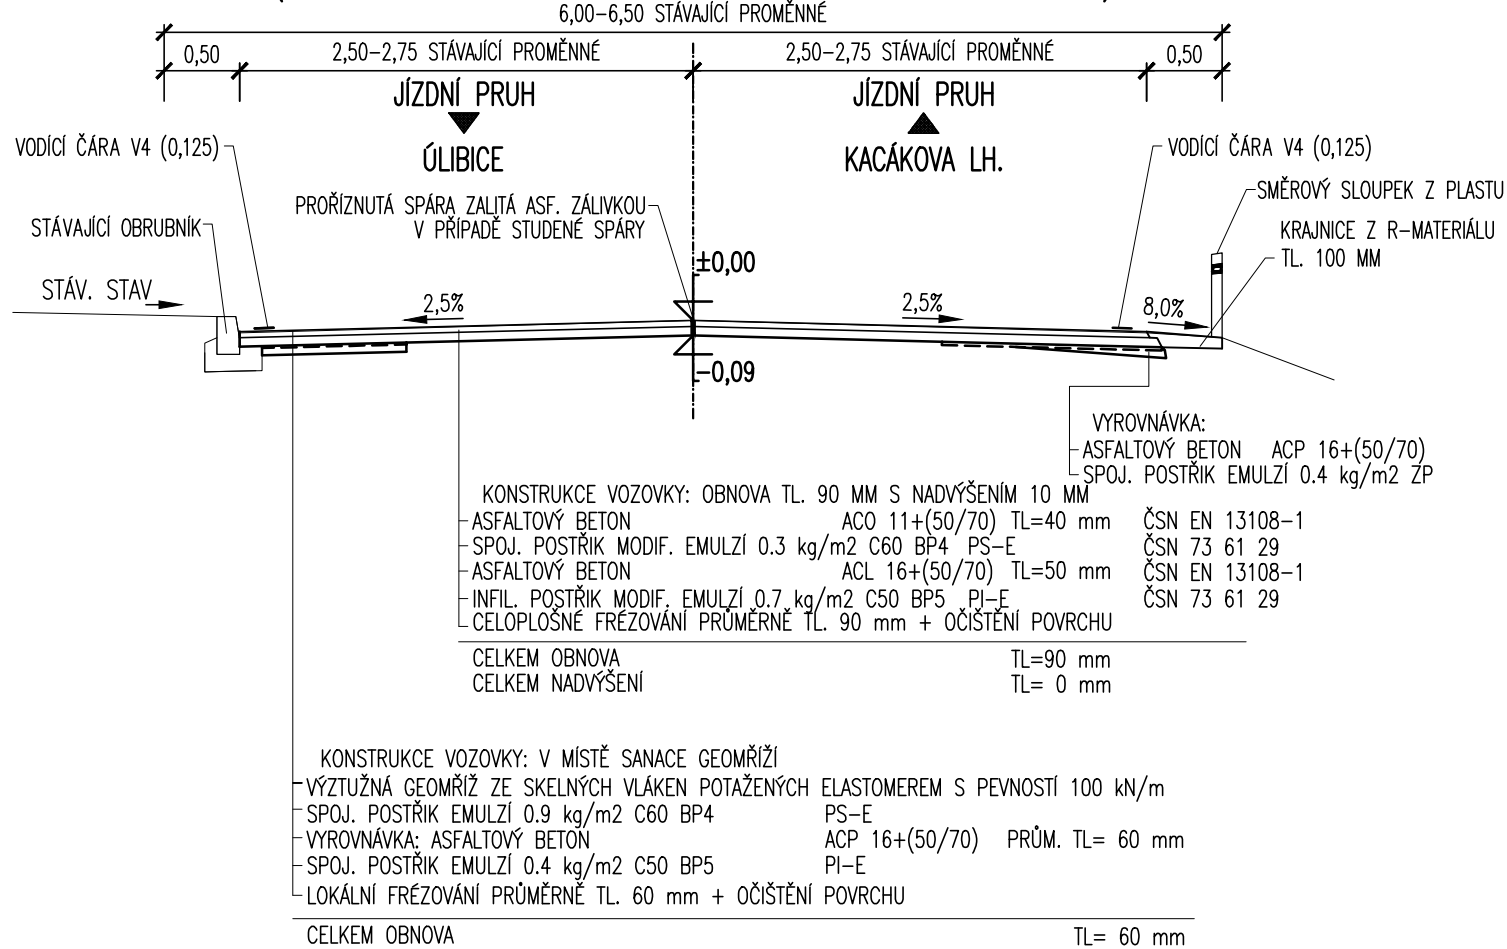 6,00-6,50 STÁVAJÍCÍ PROMĚNNÉ
0,50
2,50-2,75 STÁVAJÍCÍ PROMĚNNÉ
2,50-2,75 STÁVAJÍCÍ PROMĚNNÉ
0,50
JÍZDNÍ PRUH
JÍZDNÍ PRUH
ÚLIBICE
KACÁKOVA LH.
VODÍCÍ ČÁRA V4 (0,125)
VODÍCÍ ČÁRA V4 (0,125)
SMĚROVÝ SLOUPEK Z PLASTU
PROŘÍZNUTÁ SPÁRA ZALITÁ ASF. ZÁLIVKOU
V PŘÍPADĚ STUDENÉ SPÁRY
STÁVAJÍCÍ OBRUBNÍK
KRAJNICE Z R-MATERIÁLU
TL. 100 MM
±0,00
STÁV. STAV
2,5%
2,5%
8,0%
-0,09
VYROVNÁVKA:
ASFALTOVÝ BETON ACP 16+(50/70)
SPOJ. POSTŘIK EMULZÍ 0.4 kg/m2 ZP
KONSTRUKCE VOZOVKY: OBNOVA TL. 90 MM S NADVÝŠENÍM 10 MM
ASFALTOVÝ BETON ACO 11+(50/70) TL=40 mm ČSN EN 13108-1
SPOJ. POSTŘIK MODIF. EMULZÍ 0.3 kg/m2 C60 BP4 PS-E ČSN 73 61 29
ASFALTOVÝ BETON ACL 16+(50/70) TL=50 mm ČSN EN 13108-1
INFIL. POSTŘIK MODIF. EMULZÍ 0.7 kg/m2 C50 BP5 PI-E ČSN 73 61 29
CELOPLOŠNÉ FRÉZOVÁNÍ PRŮMĚRNĚ TL. 90 mm + OČIŠTĚNÍ POVRCHU
CELKEM OBNOVA TL=90 mm
CELKEM NADVÝŠENÍ TL= 0 mm
KONSTRUKCE VOZOVKY: V MÍSTĚ SANACE GEOMŘÍŽÍ
VÝZTUŽNÁ GEOMŘÍŽ ZE SKELNÝCH VLÁKEN POTAŽENÝCH ELASTOMEREM S PEVNOSTÍ 100 kN/m
SPOJ. POSTŘIK EMULZÍ 0.9 kg/m2 C60 BP4 PS-E
VYROVNÁVKA: ASFALTOVÝ BETON ACP 16+(50/70) PRŮM. TL= 60 mm
SPOJ. POSTŘIK EMULZÍ 0.4 kg/m2 C50 BP5 PI-E
LOKÁLNÍ FRÉZOVÁNÍ PRŮMĚRNĚ TL. 60 mm + OČIŠTĚNÍ POVRCHU
CELKEM OBNOVA TL= 60 mm